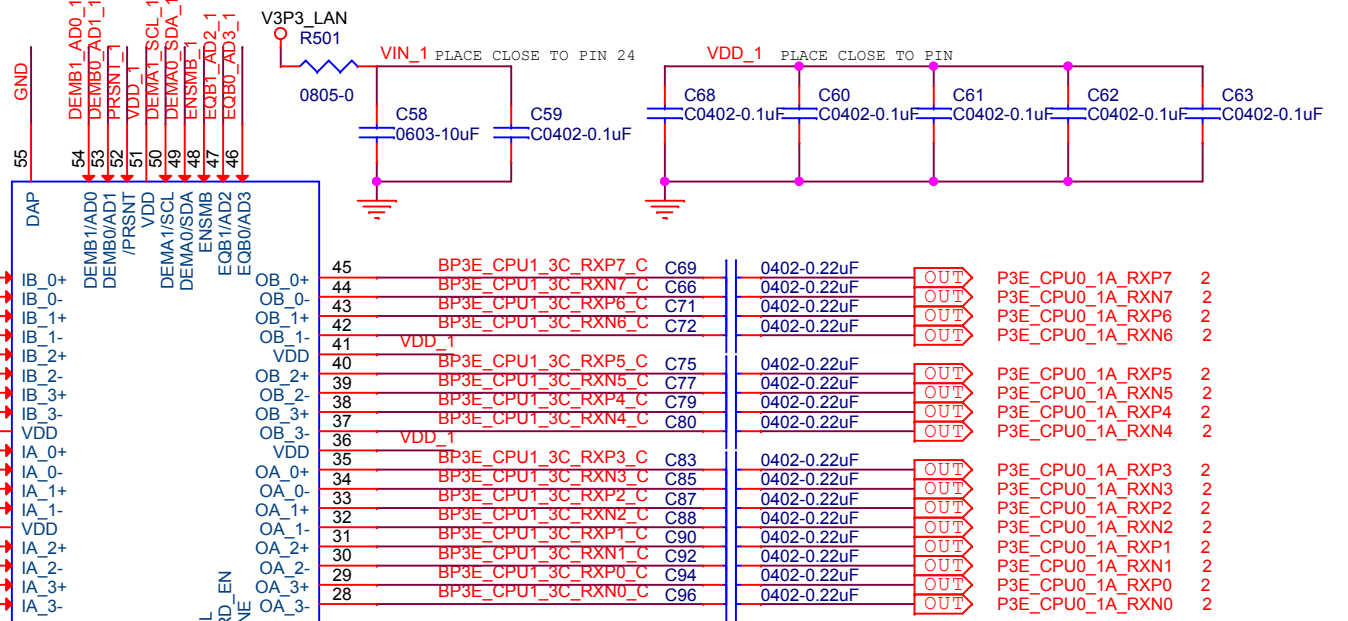 V3P3_LAN
R501
0805-0
VIN_1 PLACE CLOSE TO PIN 24
C58
0603-10uF
C59
C0402-0.1uF
VDD_1 PLACE CLOSE TO PIN
C68
C0402-0.1uF
C60
C0402-0.1uF
C61
C0402-0.1uF
C62
C0402-0.1uF
C63
C0402-0.1uF
GND
DEMB1_AD0_1
DEMB0_AD1_1
PRSNT_1
VDD_1
DEMA1_SCL_1
DEMA0_SDA_1
ENSMB_1
EQB1_AD2_1
EQB0_AD3_1
55
54
53
52
51
50
49
48
47
46
DAP
DEMB1/AD0
DEMB0/AD1
/PRSNT
VDD
DEMA1/SCL
DEMA0/SDA
ENSMB
EQB1/AD2
EQB0/AD3
IB_0+
IB_0-
IB_1+
IB_1-
IB_2+
IB_2-
IB_3+
IB_3-
VDD
IA_0+
IA_0-
IA_1+
IA_1-
VDD
IA_2+
IA_2-
IA_3+
IA_3-
RD_EN
OB_0+ 45 BP3E_CPU1_3C_RXP7_C C69 0402-0.22uF OUT P3E_CPU0_1A_RXP7 2
OB_0- 44 BP3E_CPU1_3C_RXN7_C C66 0402-0.22uF OUT P3E_CPU0_1A_RXN7 2
OB_1+ 43 BP3E_CPU1_3C_RXP6_C C71 0402-0.22uF OUT P3E_CPU0_1A_RXP6 2
OB_1- 42 BP3E_CPU1_3C_RXN6_C C72 0402-0.22uF OUT P3E_CPU0_1A_RXN6 2
VDD 41 VDD_1
OB_2+ 40 BP3E_CPU1_3C_RXP5_C C75 0402-0.22uF OUT P3E_CPU0_1A_RXP5 2
OB_2- 39 BP3E_CPU1_3C_RXN5_C C77 0402-0.22uF OUT P3E_CPU0_1A_RXN5 2
OB_3+ 38 BP3E_CPU1_3C_RXP4_C C79 0402-0.22uF OUT P3E_CPU0_1A_RXP4 2
OB_3- 37 BP3E_CPU1_3C_RXN4_C C80 0402-0.22uF OUT P3E_CPU0_1A_RXN4 2
VDD 36 VDD_1
OA_0+ 35 BP3E_CPU1_3C_RXP3_C C83 0402-0.22uF OUT P3E_CPU0_1A_RXP3 2
OA_0- 34 BP3E_CPU1_3C_RXN3_C C85 0402-0.22uF OUT P3E_CPU0_1A_RXN3 2
OA_1+ 33 BP3E_CPU1_3C_RXP2_C C87 0402-0.22uF OUT P3E_CPU0_1A_RXP2 2
OA_1- 32 BP3E_CPU1_3C_RXN2_C C88 0402-0.22uF OUT P3E_CPU0_1A_RXN2 2
OA_2+ 31 BP3E_CPU1_3C_RXP1_C C90 0402-0.22uF OUT P3E_CPU0_1A_RXP1 2
OA_2- 30 BP3E_CPU1_3C_RXN1_C C92 0402-0.22uF OUT P3E_CPU0_1A_RXN1 2
OA_3+ 29 BP3E_CPU1_3C_RXP0_C C94 0402-0.22uF OUT P3E_CPU0_1A_RXP0 2
OA_3- 28 BP3E_CPU1_3C_RXN0_C C96 0402-0.22uF OUT P3E_CPU0_1A_RXN0 2